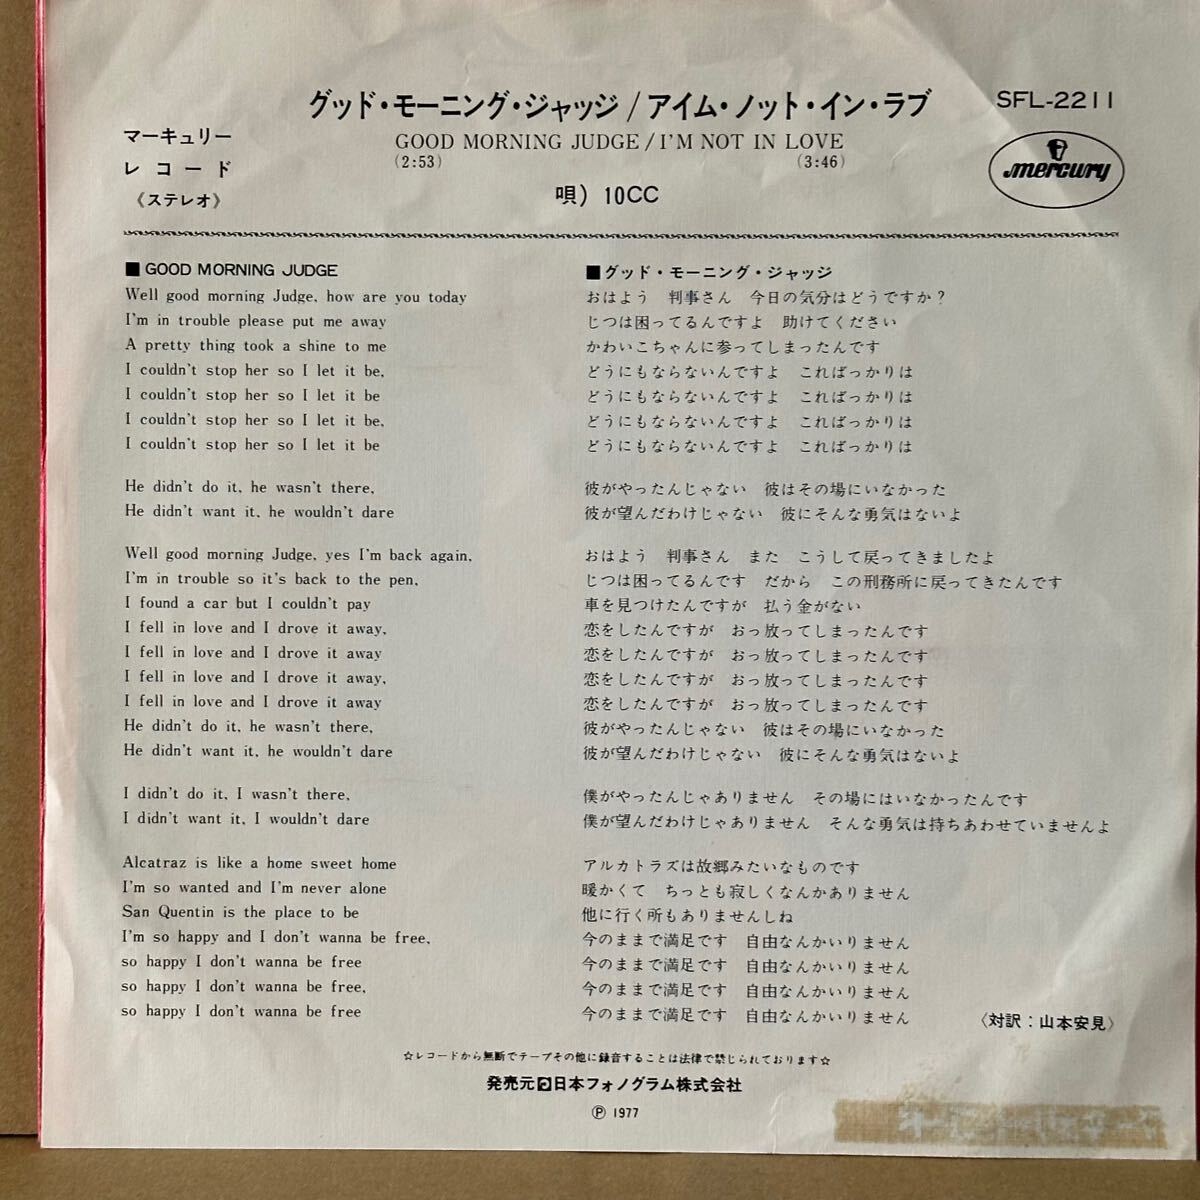 グッド・モーニング・ジャッジ/アイム・ノット・イン・ラブ
SFL-2211
マーキュリー
レコード
《ステレオ》
GOOD MORNING JUDGE/I'M NOT IN LOVE
(2:53)
(3:46)
mercury
唄) 10CC
■ GOOD MORNING JUDGE
Well good morning Judge, how are you today
I'm in trouble please put me away
A pretty thing took a shine to me
I couldn't stop her so I let it be,
I couldn't stop her so I let it be
I couldn't stop her so I let it be,
I couldn't stop her so I let it be
He didn't do it, he wasn't there,
He didn't want it, he wouldn't dare
Well good morning Judge, yes I'm back again,
I'm in trouble so it's back to the pen,
I found a car but I couldn't pay
I fell in love and I drove it away,
I fell in love and I drove it away
I fell in love and I drove it away,
I fell in love and I drove it away
He didn't do it, he wasn't there,
He didn't want it, he wouldn't dare
I didn't do it, I wasn't there,
I didn't want it, I wouldn't dare
Alcatraz is like a home sweet home
I'm so wanted and I'm never alone
San Quentin is the place to be
I'm so happy and I don't wanna be free,
so happy I don't wanna be free
so happy I don't wanna be free,
so happy I don't wanna be free
■グッド・モーニング・ジャッジ
おはよう 判事さん 今日の気分はどうですか?
じつは困ってるんですよ 助けてください
かわいこちゃんに参ってしまったんです
どうにもならないんですよ こればっかりは
どうにもならないんですよ こればっかりは
どうにもならないんですよ こればっかりは
どうにもならないんですよ こればっかりは
彼がやったんじゃない 彼はその場にいなかった
彼が望んだわけじゃない 彼にそんな勇気はないよ
おはよう 判事さん また こうして戻ってきましたよ
じつは困ってるんです だから この刑務所に戻ってきたんです
車を見つけたんですが 払う金がない
恋をしたんですが おっ放ってしまったんです
恋をしたんですが おっ放ってしまったんです
恋をしたんですが おっ放ってしまったんです
恋をしたんですが おっ放ってしまったんです
彼がやったんじゃない 彼はその場にいなかった
彼が望んだわけじゃない 彼にそんな勇気はないよ
僕がやったんじゃありません その場にはいなかったんです
僕が望んだわけじゃありません そんな勇気は持ちあわせていませんよ
アルカトラズは故郷みたいなものです
暖かくて ちっとも寂しくなんかありません
他に行く所もありませんしね
今のままで満足です 自由なんかいりません
今のままで満足です 自由なんかいりません
今のままで満足です 自由なんかいりません
今のままで満足です 自由なんかいりません
〈対訳:山本安見〉
☆レコードから無断でテープその他に録音することは法律で禁じられております☆
発売元 日本フォノグラム株式会社
Ⓟ 1977